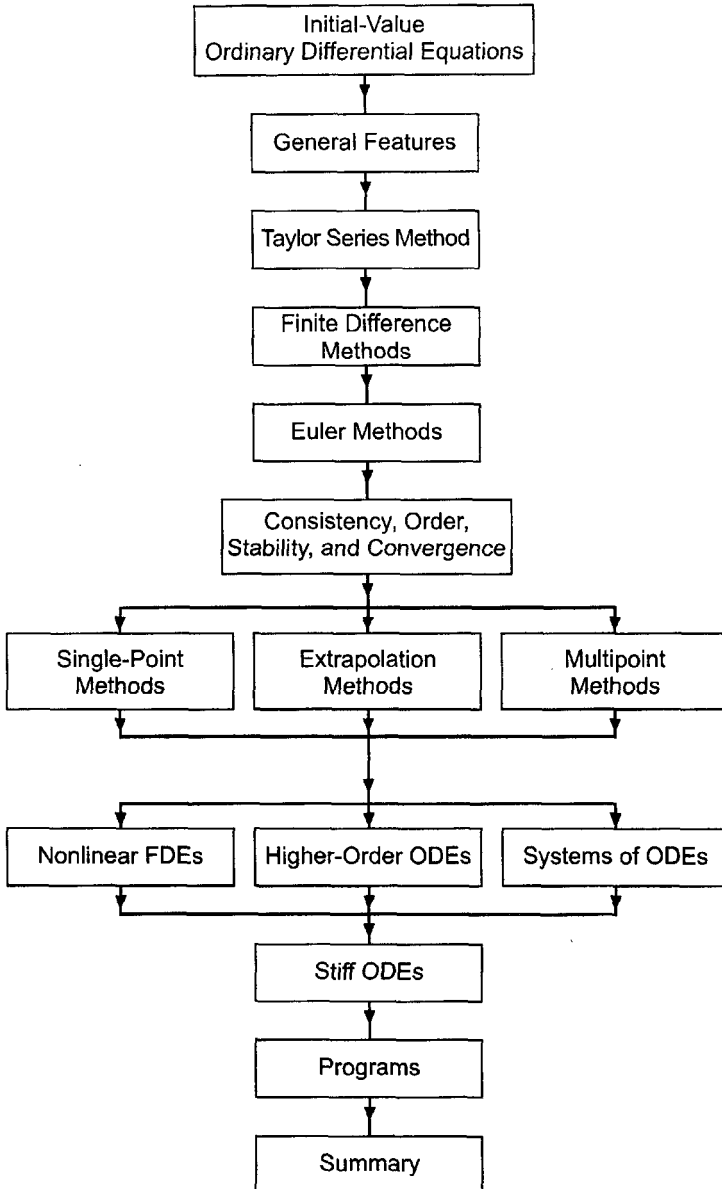 Initial-Value
Ordinary Differential Equations
General Features
Taylor Series Method
Finite Difference
Methods
Euler Methods
Consistency, Order,
Stability, and Convergence
Single-Point
Methods
Extrapolation
Methods
Multipoint
Methods
Nonlinear FDEs
Higher-Order ODEs
Systems of ODEs
Stiff ODEs
Programs
Summary